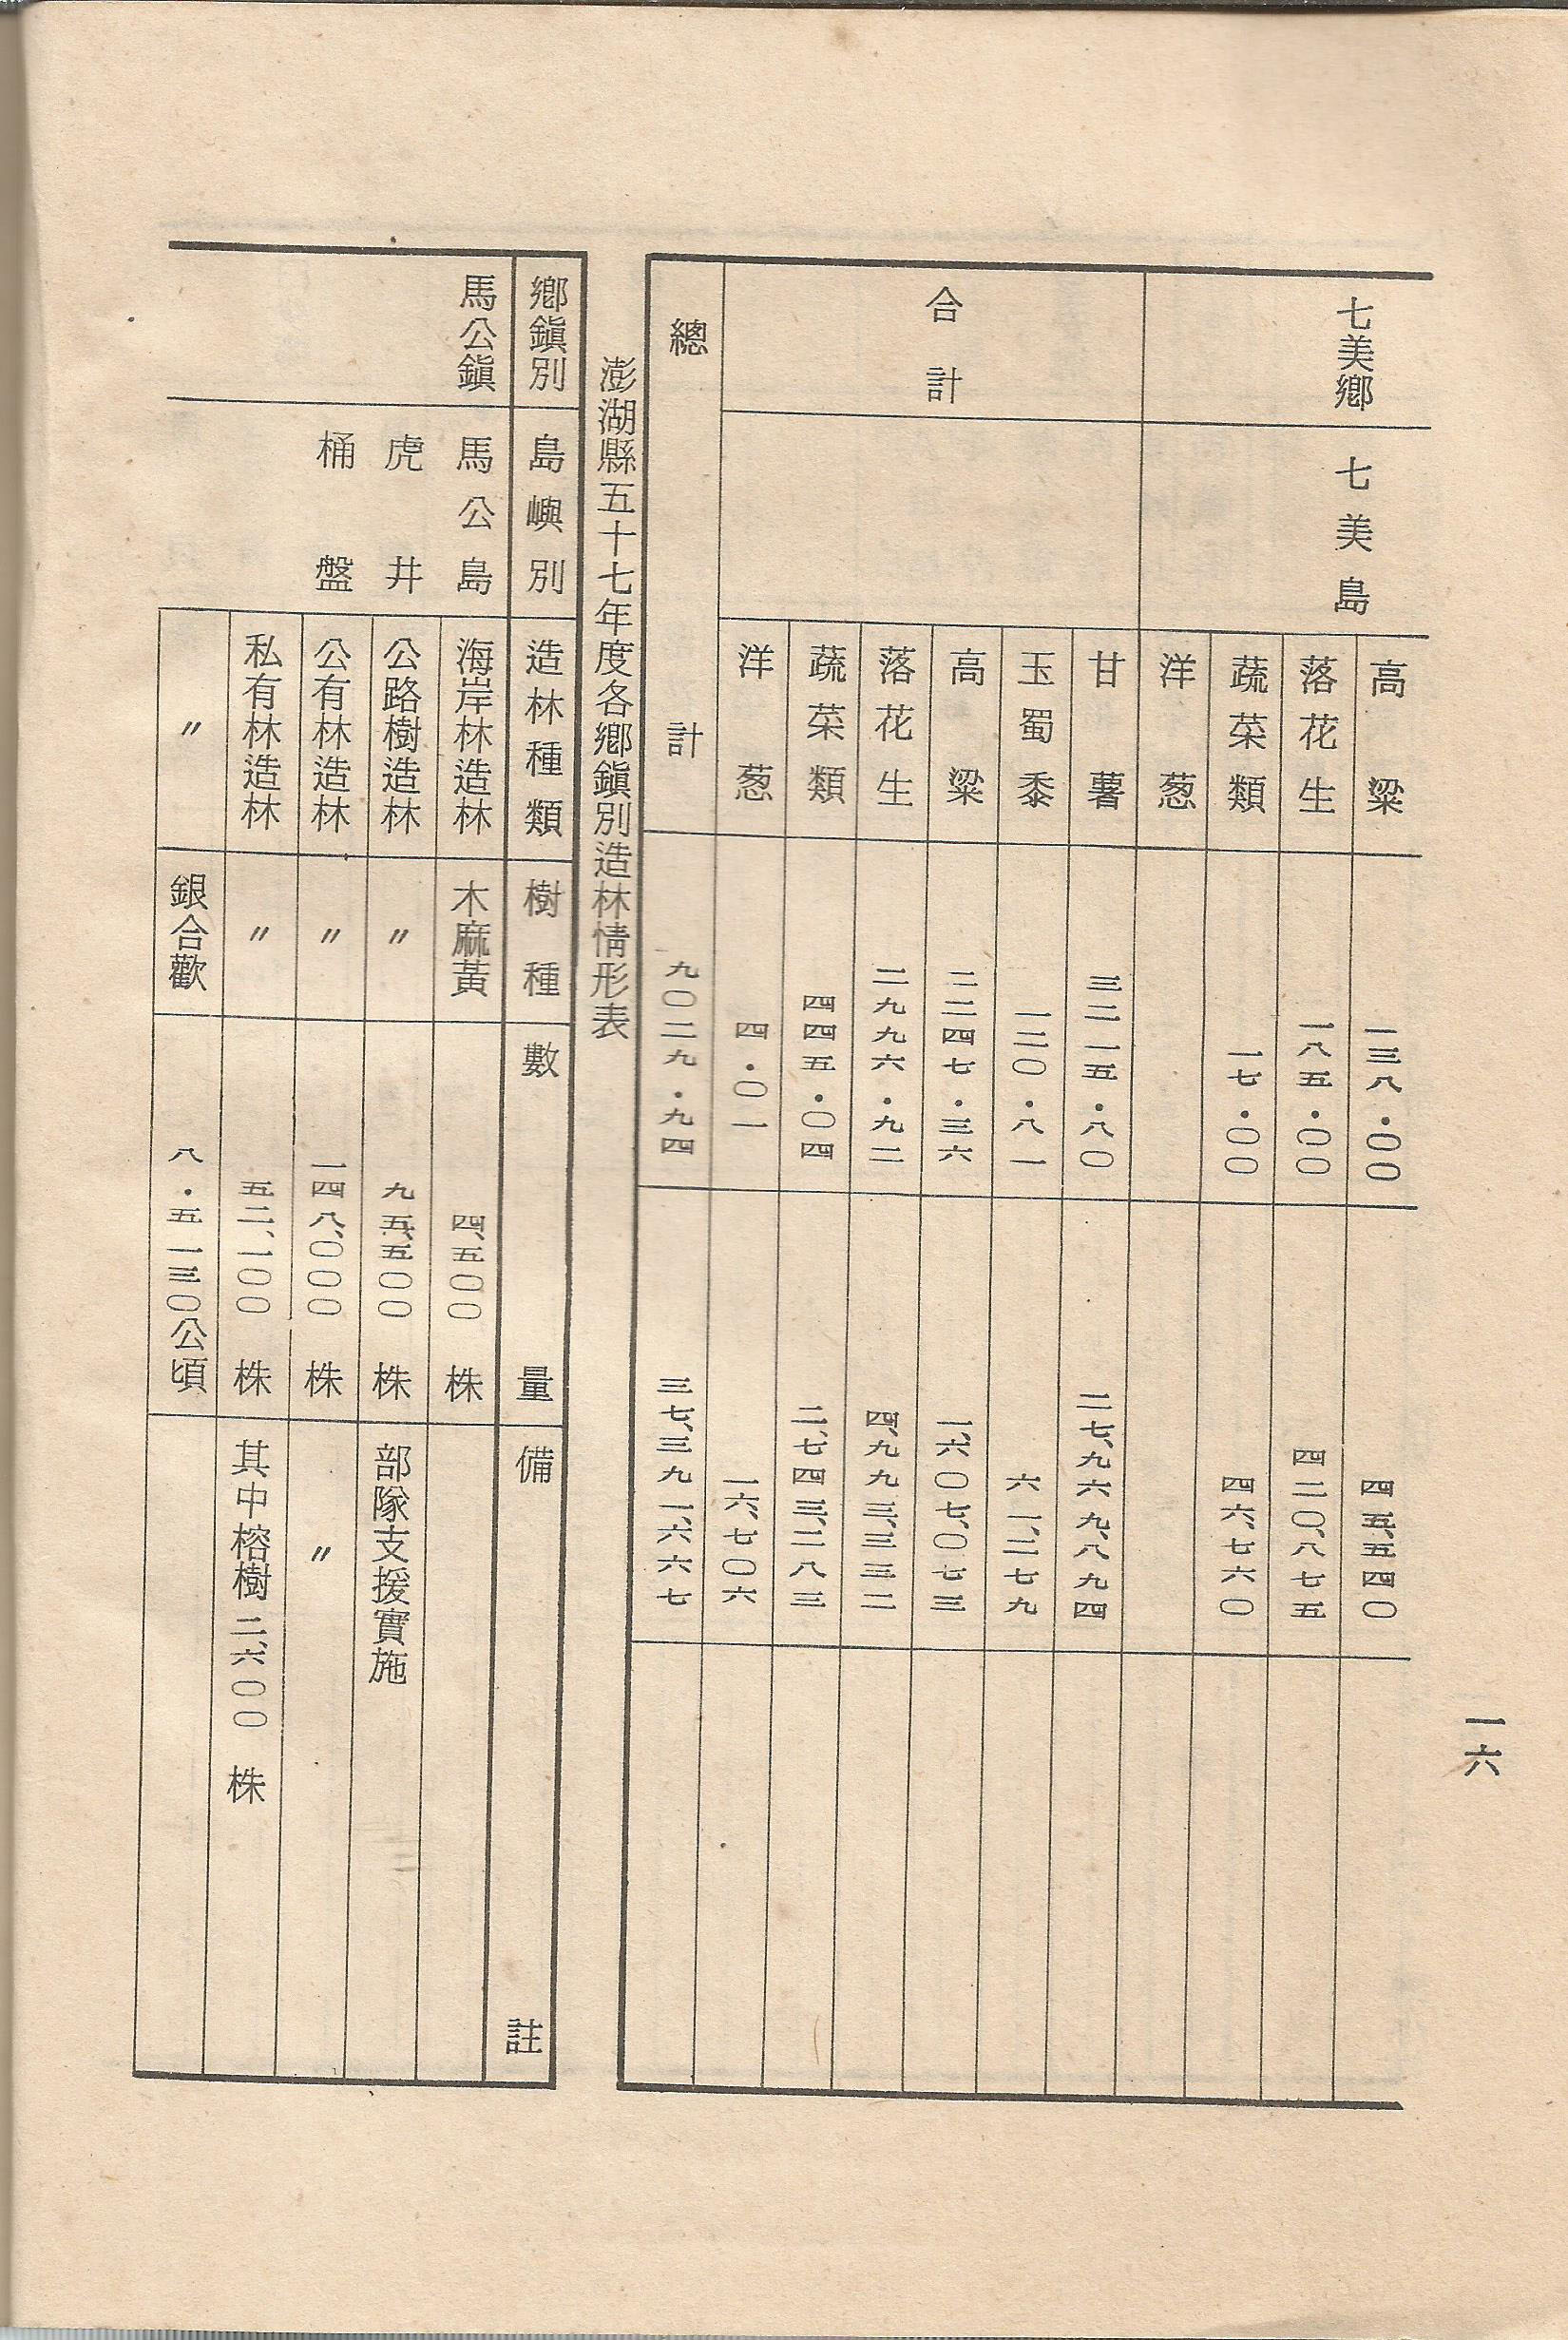 一六
七美鄉 七美島 高粱 一三八・〇〇 四五、五四〇
落花生 一八五・〇〇 四二〇、八七五
蔬菜類 一七・〇〇 四六、七六〇
洋葱
合計 甘薯 三二一五・八〇 二七、九六九、八九四
玉蜀黍 一二〇・八一 六一、二七九
高粱 二二四七・三六 一、六〇七、〇七三
落花生 二九九六・九二 四、九九三、三三二
蔬菜類 四四五・〇四 二、七四三、二八三
洋葱 四・〇一 一六、七〇六
總計 九〇二九・九四 三七、三九一、六六七
澎湖縣五十七年度各鄉鎮別造林情形表
鄉鎮別 島嶼別 造林種類 樹種 數量 備註
馬公鎮 馬公島 海岸林造林 木麻黃 四、五〇〇株
虎井 公路樹造林 〃 九五、五〇〇株 部隊支援實施
桶盤 公有林造林 〃 一四八、〇〇〇株 〃
私有林造林 〃 五二、一〇〇株 其中榕樹二、六〇〇株
〃 銀合歡 八・五一三〇公頃